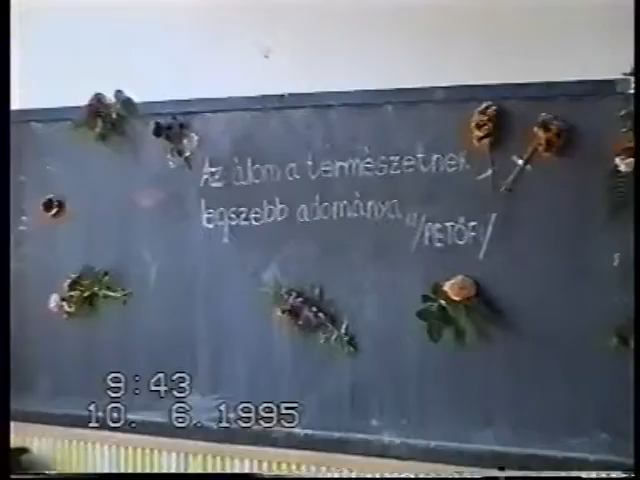 Az álom a természetnek
legszebb adománya" /PETŐFI/
9:43
10. 6.1995